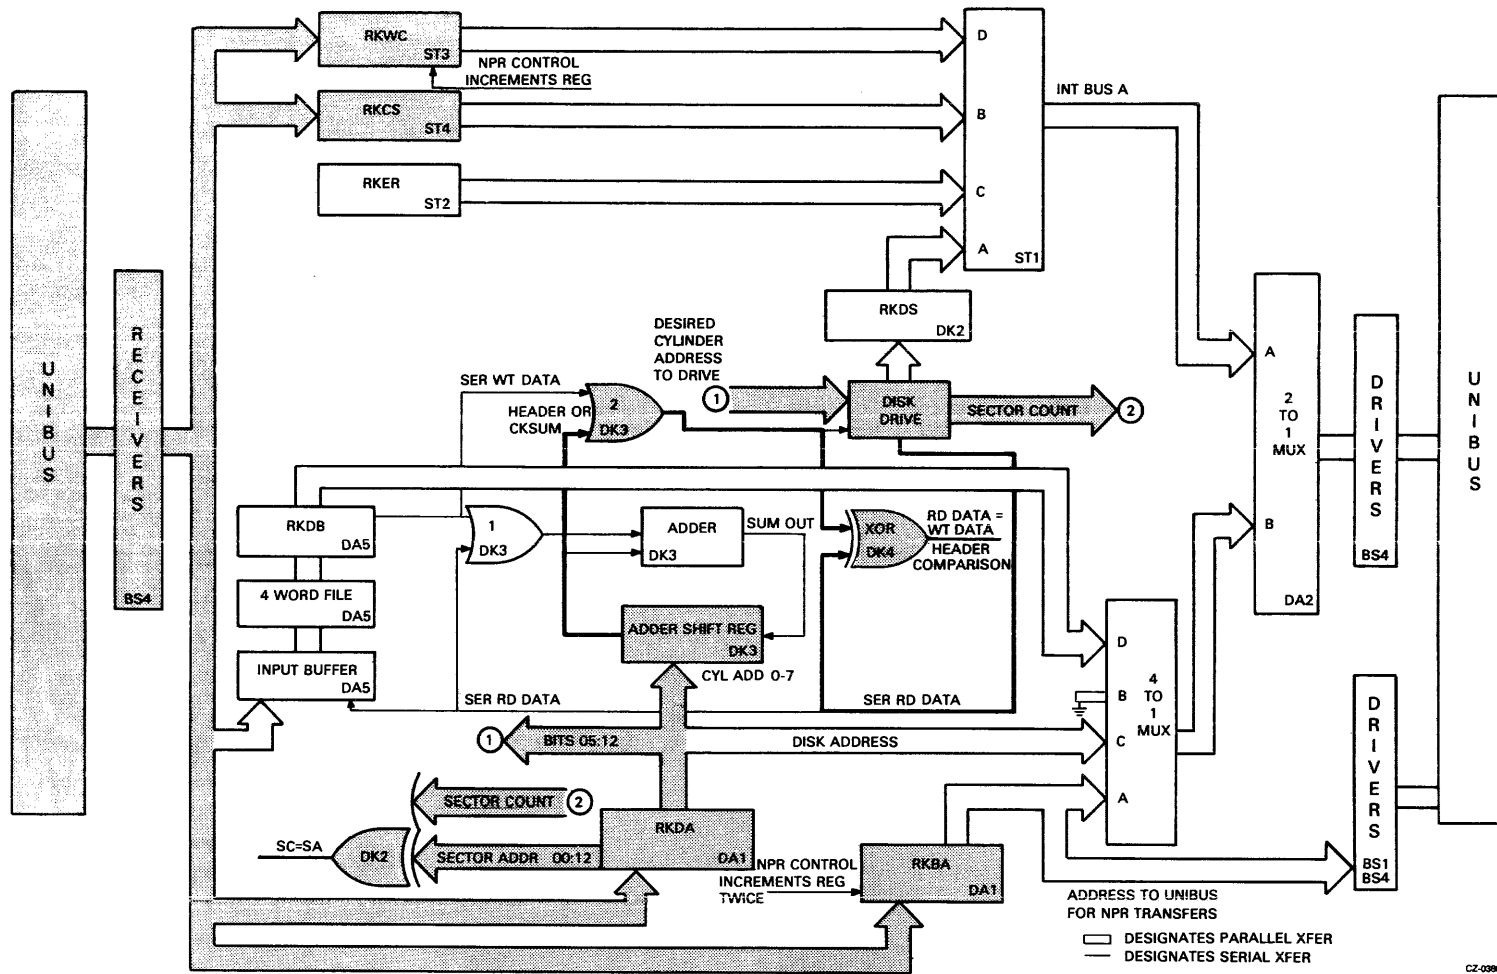 RKWC
ST3
NPR CONTROL
INCREMENTS REG
RKCS
ST4
RKER
ST2
D
B
C
A
ST1
INT BUS A
RKDS
DK2
UNIBUS
RECEIVERS
BS4
DESIRED
CYLINDER
ADDRESS
TO DRIVE
1
DISK
DRIVE
SECTOR COUNT
2
SER WT DATA
HEADER OR
CKSUM
2
DK3
RKDB
DA5
1
DK3
ADDER
DK3
SUM OUT
XOR
DK4
RD DATA =
WT DATA
HEADER
COMPARISON
4 WORD FILE
DA5
INPUT BUFFER
DA5
ADDER SHIFT REG
DK3
CYL ADD 0-7
SER RD DATA
SER RD DATA
1
BITS 05:12
DISK ADDRESS
SECTOR COUNT
2
SC=SA
DK2
SECTOR ADDR 00:12
RKDA
DA1
NPR CONTROL
INCREMENTS REG
TWICE
RKBA
DA1
D
B
C
A
4
TO
1
MUX
A
B
2
TO
1
MUX
DA2
DRIVERS
BS4
UNIBUS
DRIVERS
BS1
BS4
ADDRESS TO UNIBUS
FOR NPR TRANSFERS
DESIGNATES PARALLEL XFER
DESIGNATES SERIAL XFER